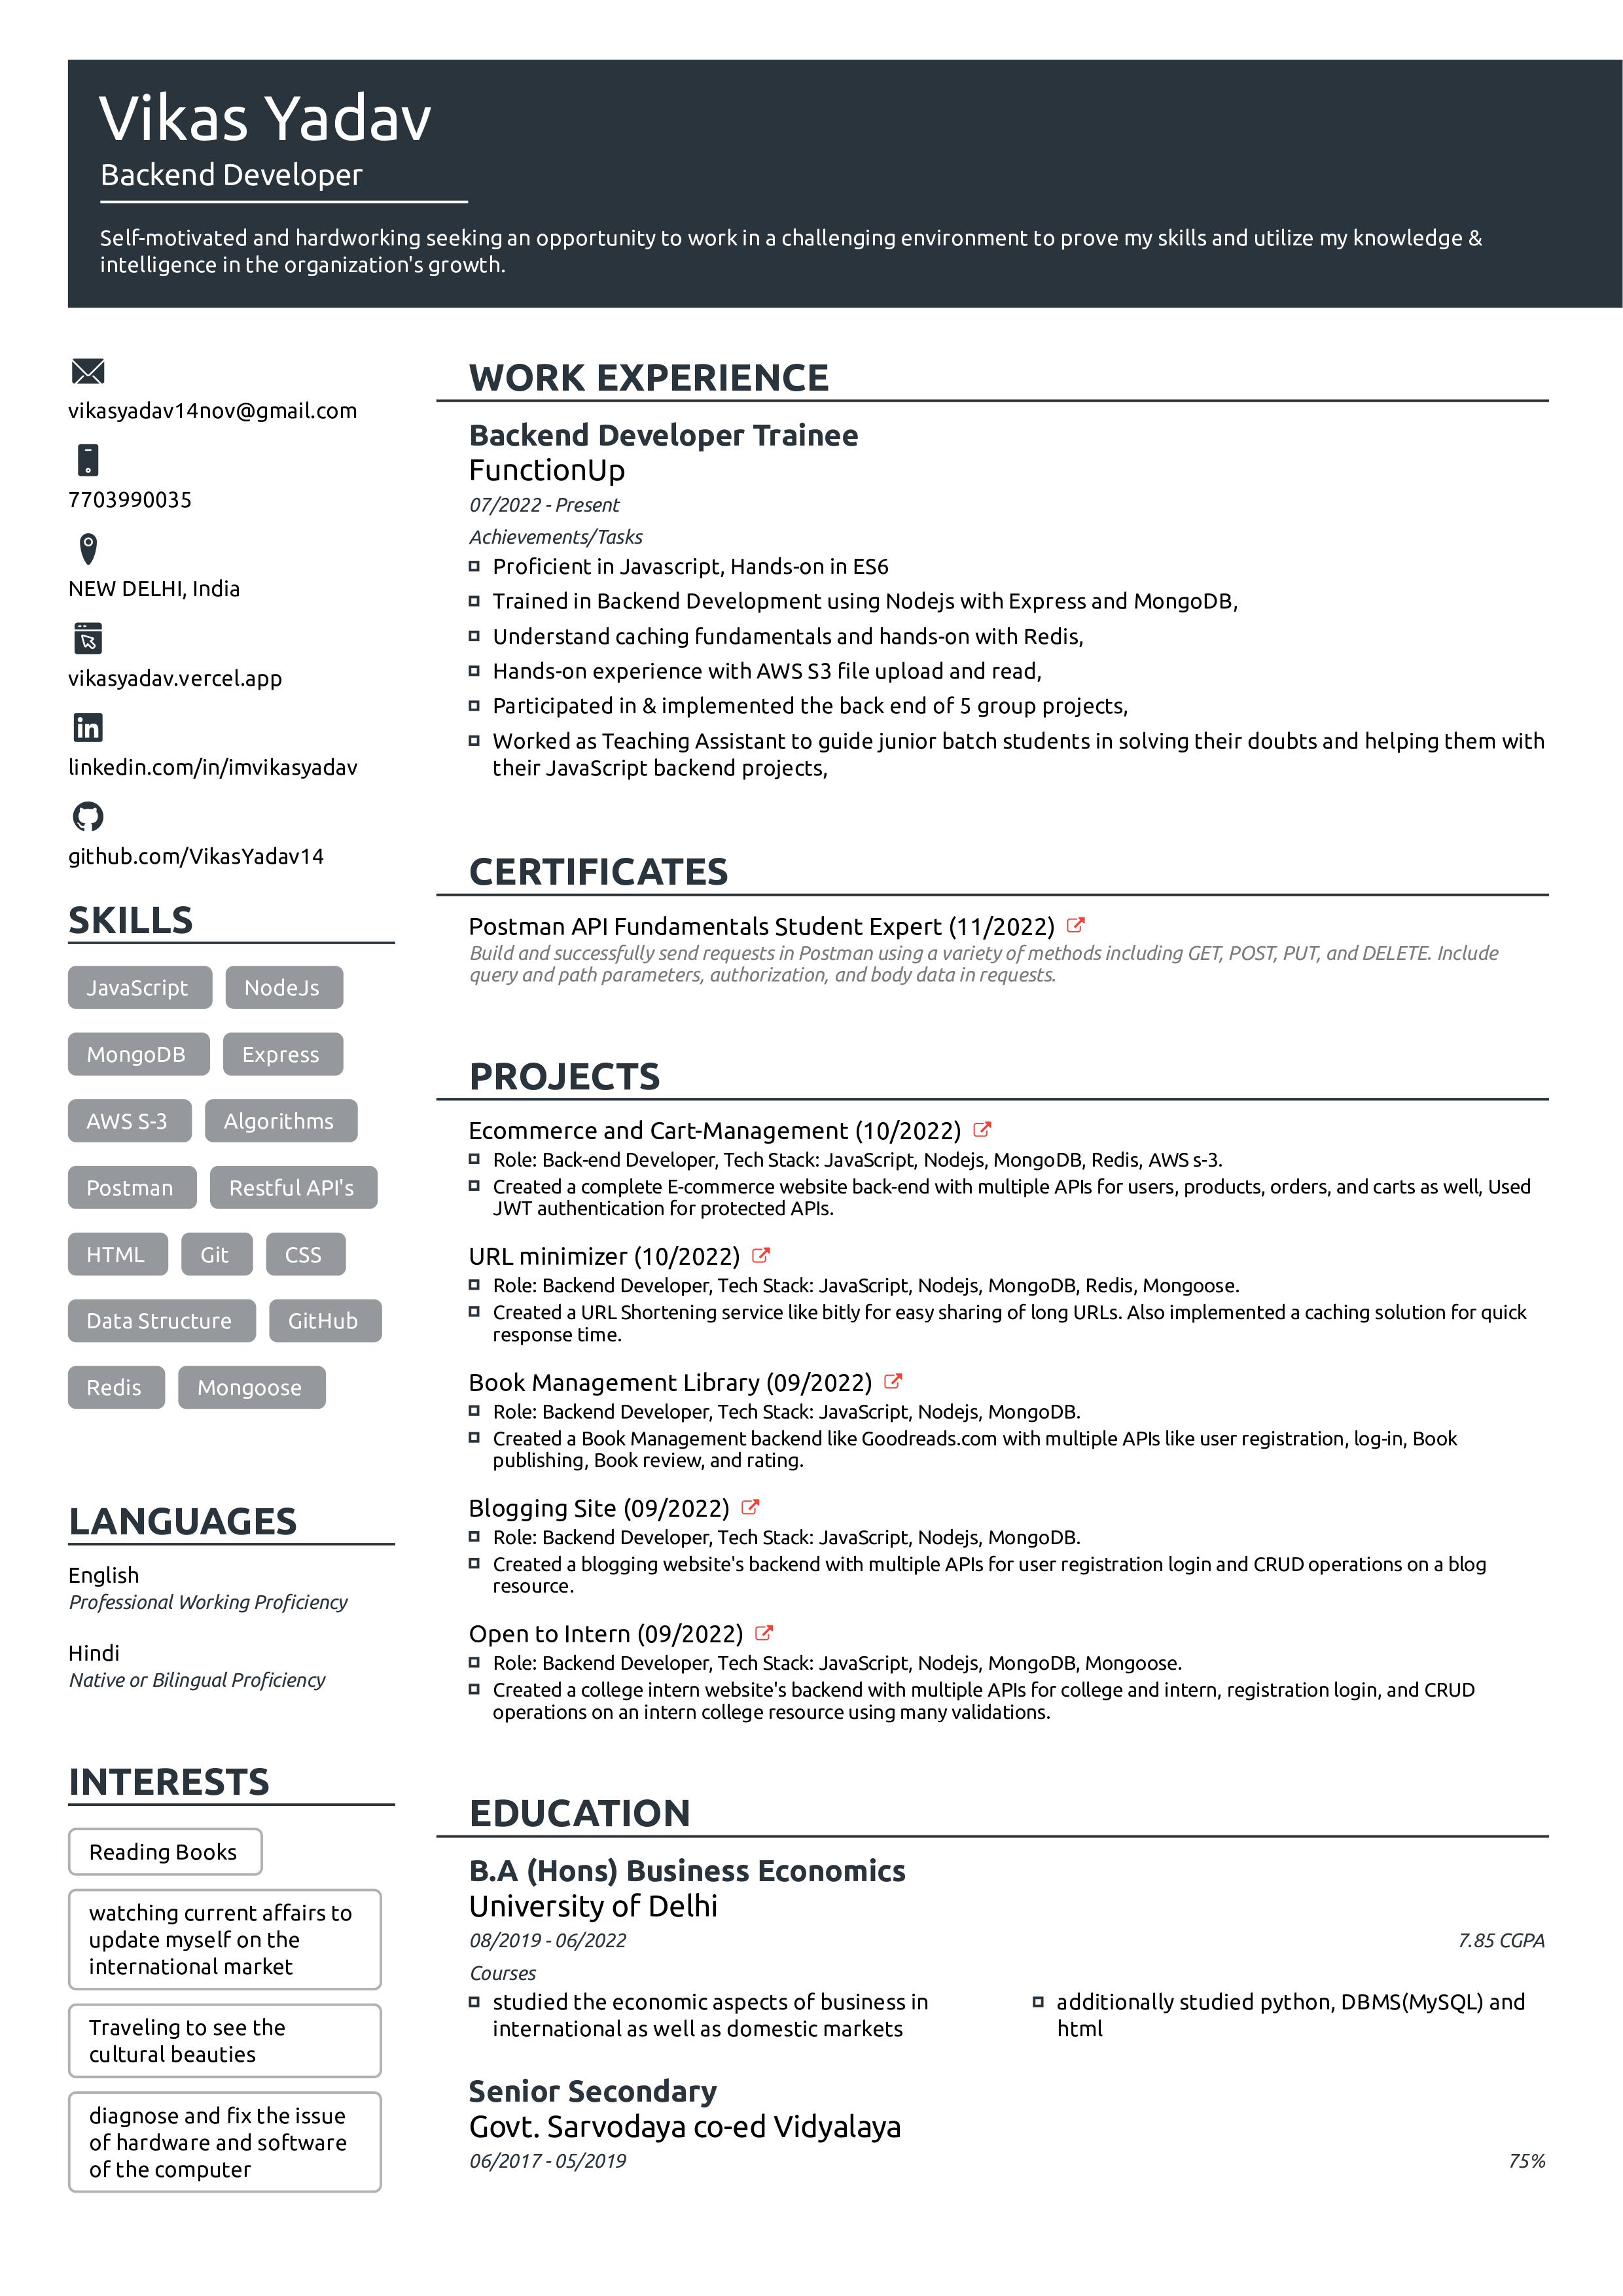 Vikas Yadav
Backend Developer
Self-motivated and hardworking seeking an opportunity to work in a challenging environment to prove my skills and utilize my knowledge &
intelligence in the organization's growth.
vikasyadav14nov@gmail.com
7703990035
NEW DELHI, India
vikasyadav.vercel.app
linkedin.com/in/imvikasyadav
github.com/VikasYadav14
SKILLS
JavaScript NodeJs
MongoDB Express
AWS S-3 Algorithms
Postman Restful API's
HTML Git CSS
Data Structure GitHub
Redis Mongoose
LANGUAGES
English
Professional Working Proficiency
Hindi
Native or Bilingual Proficiency
INTERESTS
Reading Books
watching current affairs to
update myself on the
international market
Traveling to see the
cultural beauties
diagnose and fix the issue
of hardware and software
of the computer
WORK EXPERIENCE
Backend Developer Trainee
FunctionUp
07/2022 - Present
Achievements/Tasks
Proficient in Javascript, Hands-on in ES6
Trained in Backend Development using Nodejs with Express and MongoDB,
Understand caching fundamentals and hands-on with Redis,
Hands-on experience with AWS S3 file upload and read,
Participated in & implemented the back end of 5 group projects,
Worked as Teaching Assistant to guide junior batch students in solving their doubts and helping them with
their JavaScript backend projects,
CERTIFICATES
Postman API Fundamentals Student Expert (11/2022)
Build and successfully send requests in Postman using a variety of methods including GET, POST, PUT, and DELETE. Include
query and path parameters, authorization, and body data in requests.
PROJECTS
Ecommerce and Cart-Management (10/2022)
Role: Back-end Developer, Tech Stack: JavaScript, Nodejs, MongoDB, Redis, AWS s-3.
Created a complete E-commerce website back-end with multiple APIs for users, products, orders, and carts as well, Used
JWT authentication for protected APIs.
URL minimizer (10/2022)
Role: Backend Developer, Tech Stack: JavaScript, Nodejs, MongoDB, Redis, Mongoose.
Created a URL Shortening service like bitly for easy sharing of long URLs. Also implemented a caching solution for quick
response time.
Book Management Library (09/2022)
Role: Backend Developer, Tech Stack: JavaScript, Nodejs, MongoDB.
Created a Book Management backend like Goodreads.com with multiple APIs like user registration, log-in, Book
publishing, Book review, and rating.
Blogging Site (09/2022)
Role: Backend Developer, Tech Stack: JavaScript, Nodejs, MongoDB.
Created a blogging website's backend with multiple APIs for user registration login and CRUD operations on a blog
resource.
Open to Intern (09/2022)
Role: Backend Developer, Tech Stack: JavaScript, Nodejs, MongoDB, Mongoose.
Created a college intern website's backend with multiple APIs for college and intern, registration login, and CRUD
operations on an intern college resource using many validations.
EDUCATION
B.A (Hons) Business Economics
University of Delhi
08/2019 - 06/2022 7.85 CGPA
Courses
studied the economic aspects of business in
international as well as domestic markets
additionally studied python, DBMS(MySQL) and
html
Senior Secondary
Govt. Sarvodaya co-ed Vidyalaya
06/2017 - 05/2019 75%